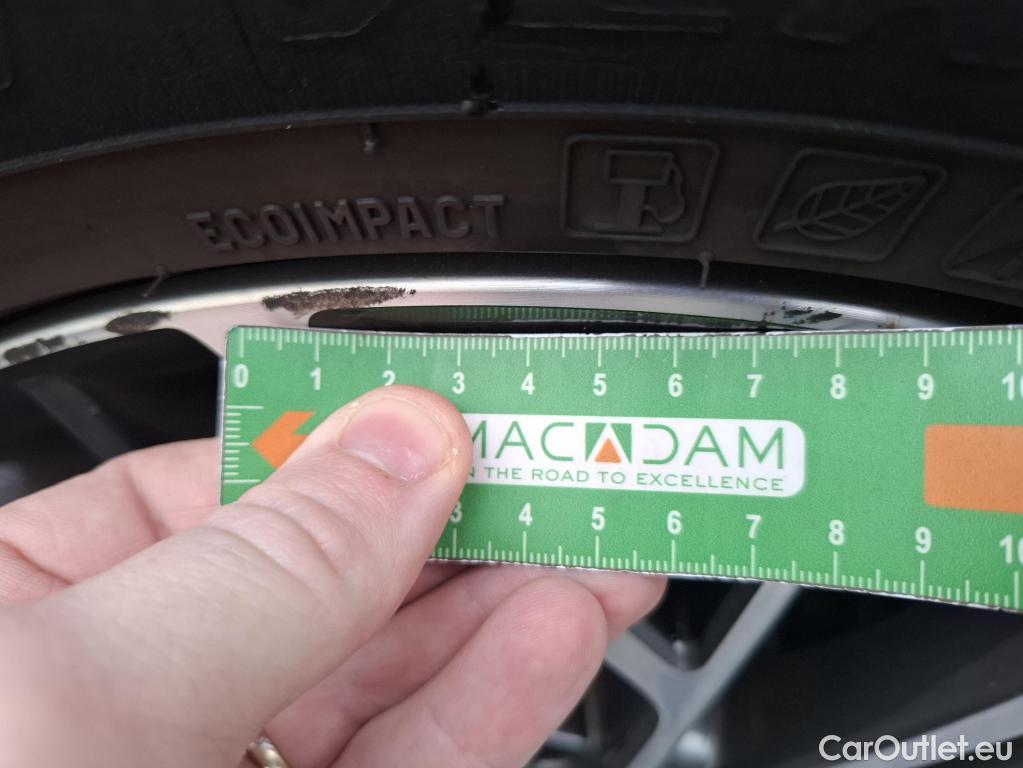 ECOIMPACT
0 1 2 3 4 5 6 7 8 9 10
MACADAM
N THE ROAD TO EXCELLENCE
3 4 5 6 7 8 9 10
CarOutlet.eu